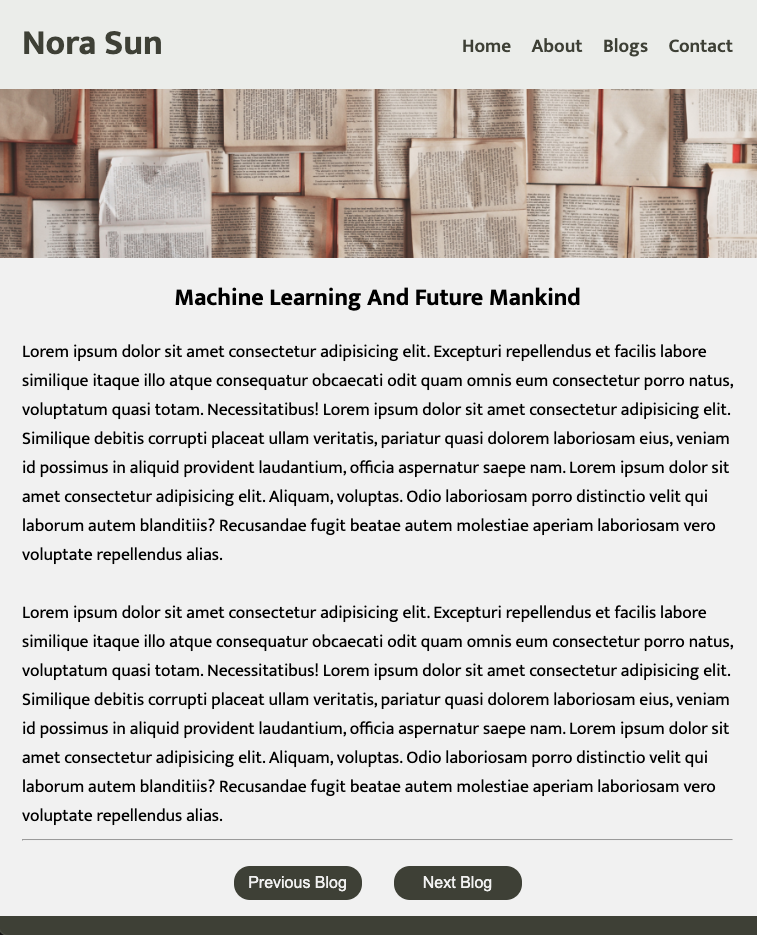 Nora Sun
Home About Blogs Contact
Machine Learning And Future Mankind
Lorem ipsum dolor sit amet consectetur adipisicing elit. Excepturi repellendus et facilis labore
similique itaque illo atque consequatur obcaecati odit quam omnis eum consectetur porro natus,
voluptatum quasi totam. Necessitatibus! Lorem ipsum dolor sit amet consectetur adipisicing elit.
Similique debitis corrupti placeat ullam veritatis, pariatur quasi dolorem laboriosam eius, veniam
id possimus in aliquid provident laudantium, officia aspernatur saepe nam. Lorem ipsum dolor sit
amet consectetur adipisicing elit. Aliquam, voluptas. Odio laboriosam porro distinctio velit qui
laborum autem blanditiis? Recusandae fugit beatae autem molestiae aperiam laboriosam vero
voluptate repellendus alias.
Lorem ipsum dolor sit amet consectetur adipisicing elit. Excepturi repellendus et facilis labore
similique itaque illo atque consequatur obcaecati odit quam omnis eum consectetur porro natus,
voluptatum quasi totam. Necessitatibus! Lorem ipsum dolor sit amet consectetur adipisicing elit.
Similique debitis corrupti placeat ullam veritatis, pariatur quasi dolorem laboriosam eius, veniam
id possimus in aliquid provident laudantium, officia aspernatur saepe nam. Lorem ipsum dolor sit
amet consectetur adipisicing elit. Aliquam, voluptas. Odio laboriosam porro distinctio velit qui
laborum autem blanditiis? Recusandae fugit beatae autem molestiae aperiam laboriosam vero
voluptate repellendus alias.
Previous Blog Next Blog